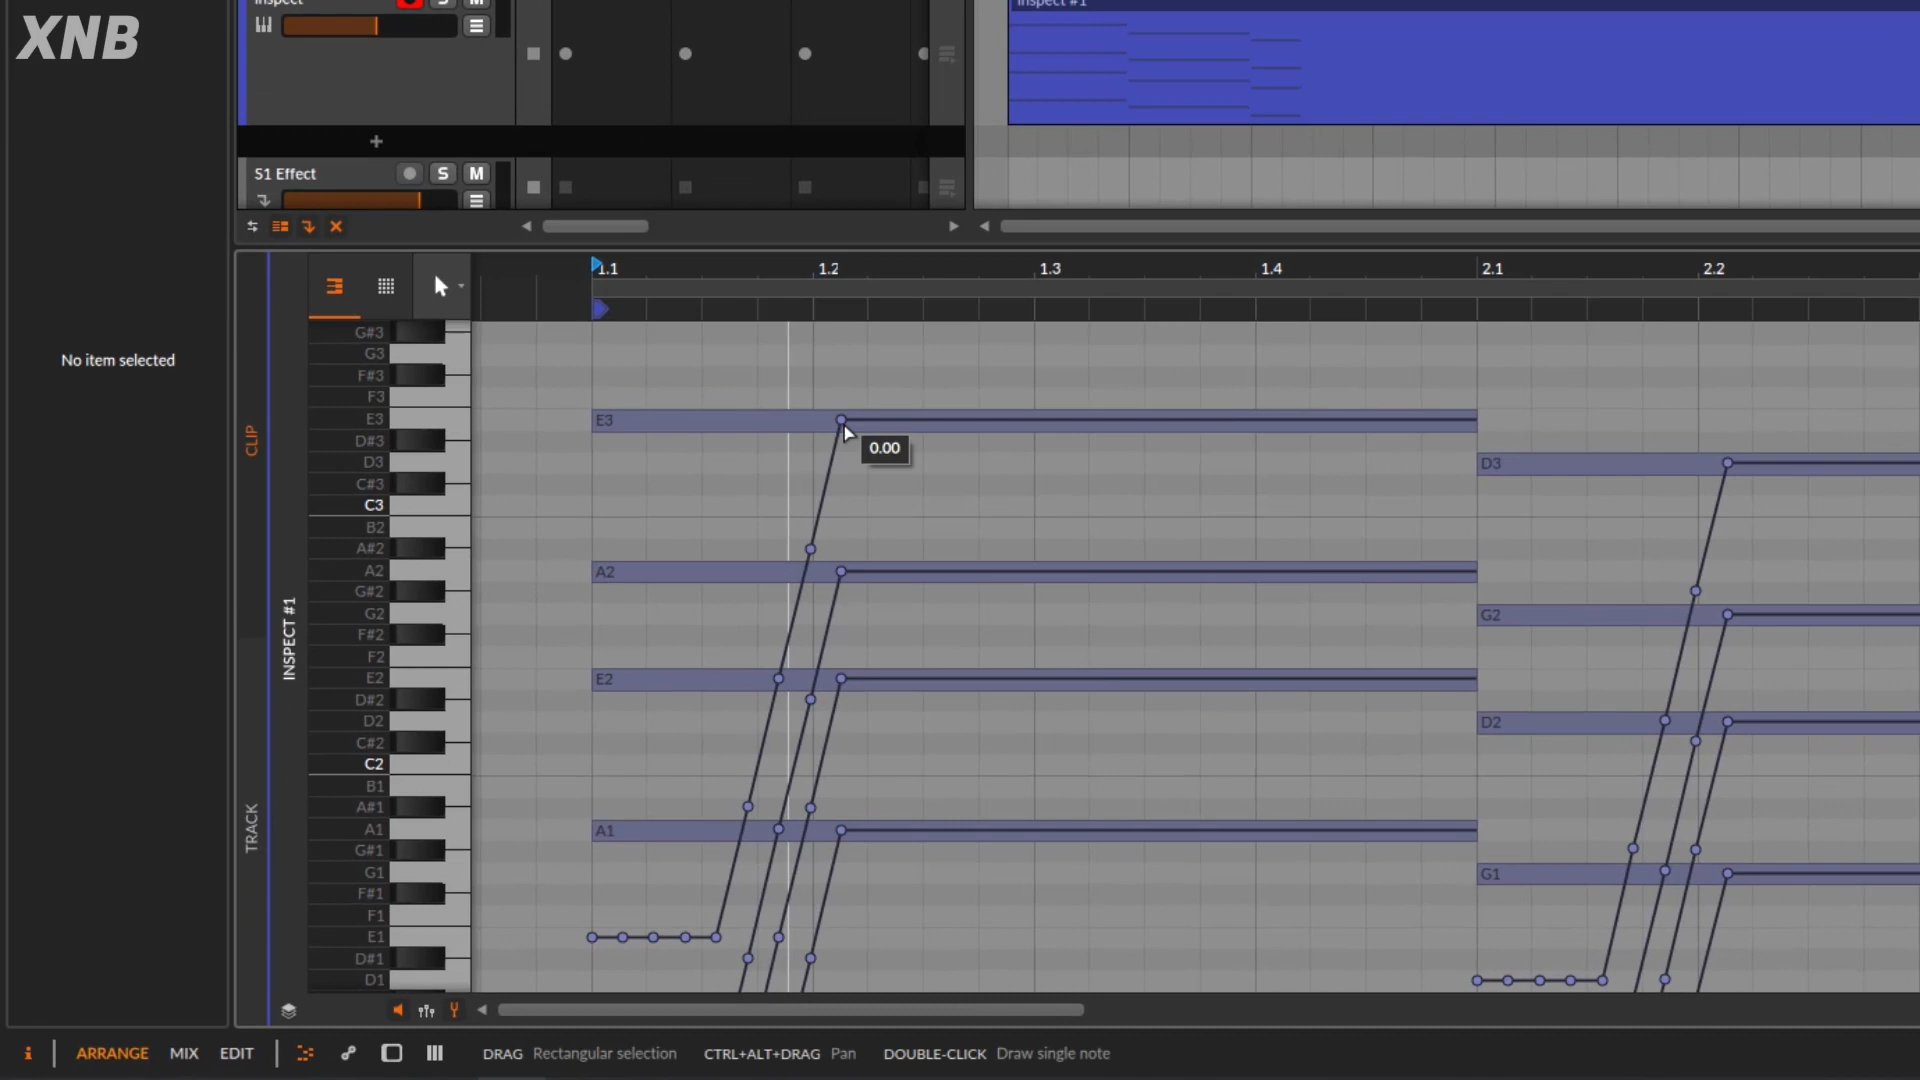 XNB
Inspect
S
M
Inspect #1
+
S1 Effect
S
M
No item selected
1.1
1.2
1.3
1.4
2.1
2.2
CLIP
TRACK
INSPECT #1
G#3
G3
F#3
F3
E3
D#3
D3
C#3
C3
B2
A#2
A2
G#2
G2
F#2
F2
E2
D#2
D2
C#2
C2
B1
A#1
A1
G#1
G1
F#1
F1
E1
D#1
D1
E3
0.00
D3
A2
G2
E2
D2
A1
G1
i
ARRANGE MIX EDIT
DRAG Rectangular selection CTRL+ALT+DRAG Pan DOUBLE-CLICK Draw single note